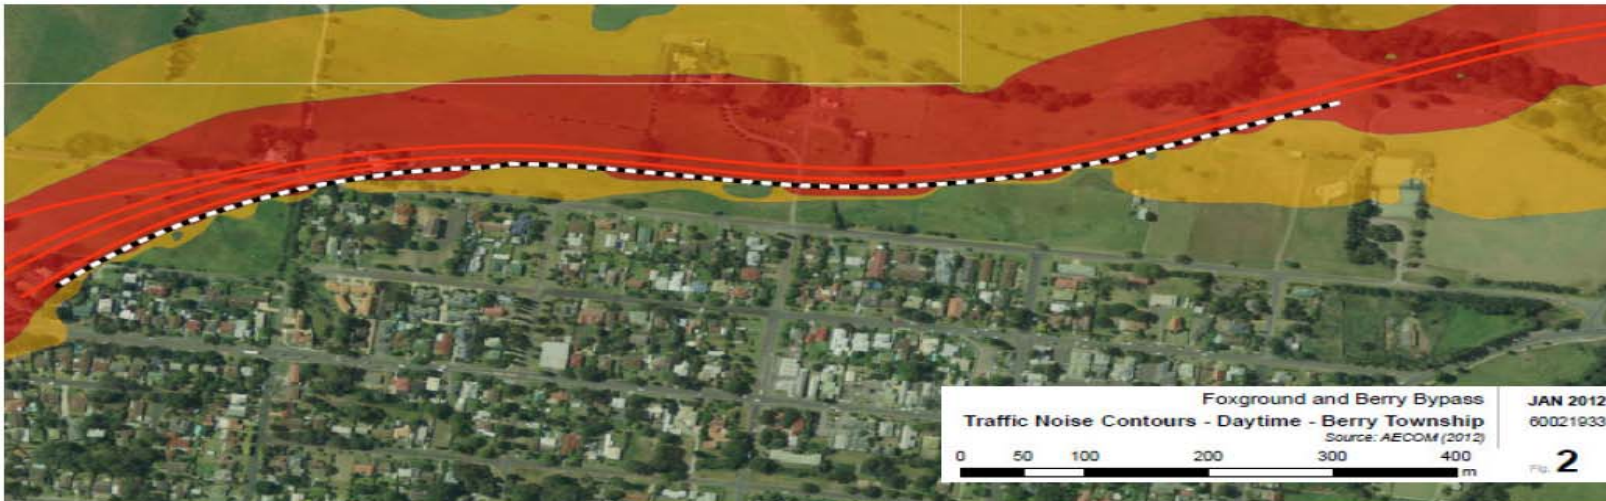 Foxground and Berry Bypass
Traffic Noise Contours - Daytime - Berry Township
Source: AECOM (2012)
0 50 100 200 300 400
m
JAN 2012
60021933
Fig. 2